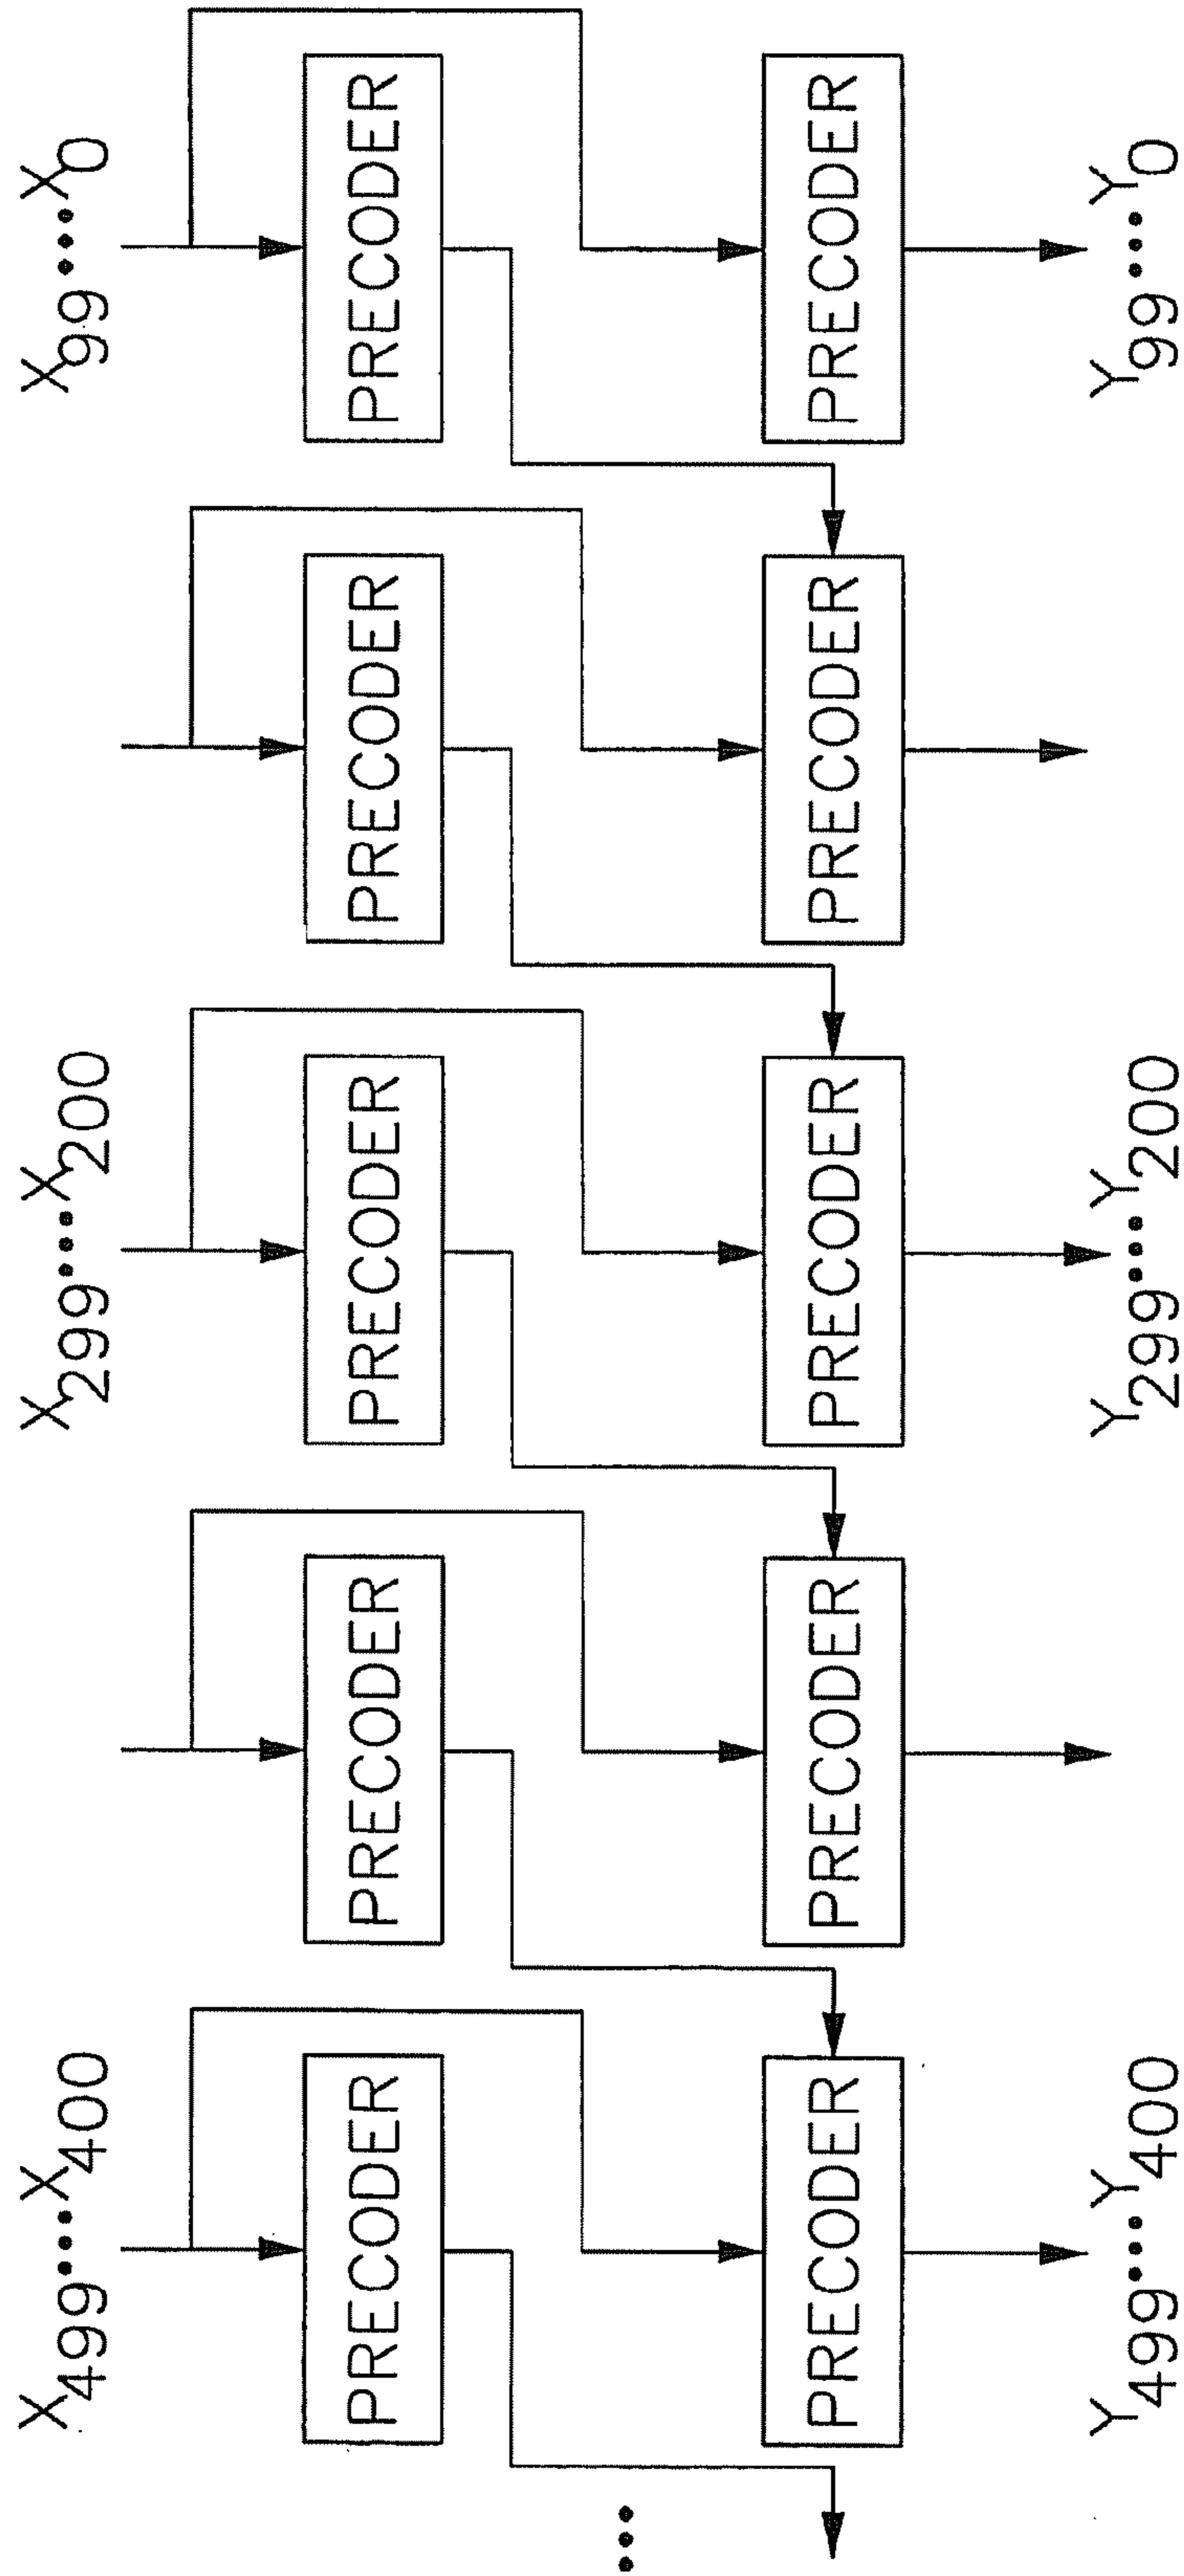 X499...X400
X299...X200
X99...X0
PRECODER
PRECODER
PRECODER
PRECODER
PRECODER
...
PRECODER
PRECODER
PRECODER
PRECODER
PRECODER
Y499...Y400
Y299...Y200
Y99...Y0